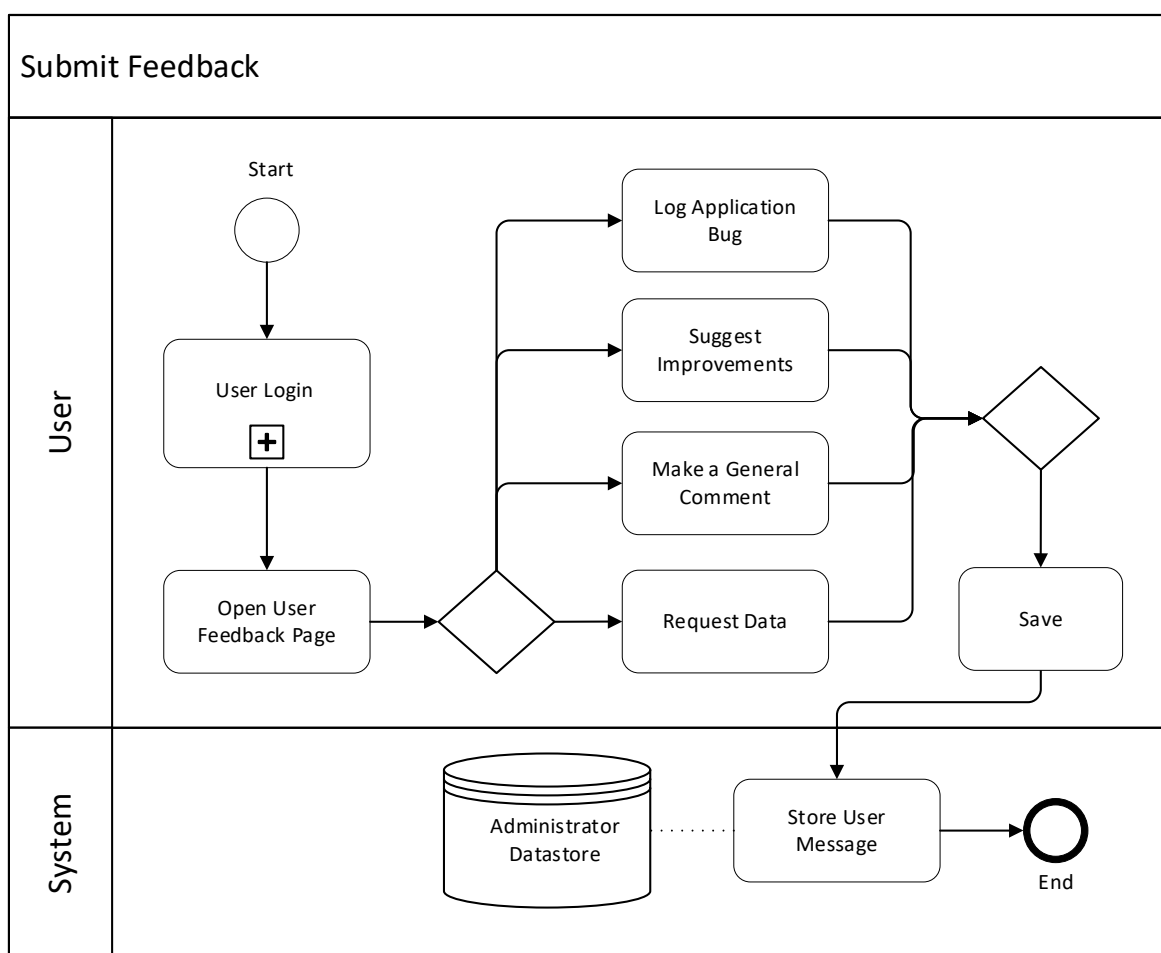 Submit Feedback
User
Start
User Login
Open User
Feedback Page
Log Application
Bug
Suggest
Improvements
Make a General
Comment
Request Data
Save
System
Administrator
Datastore
Store User
Message
End